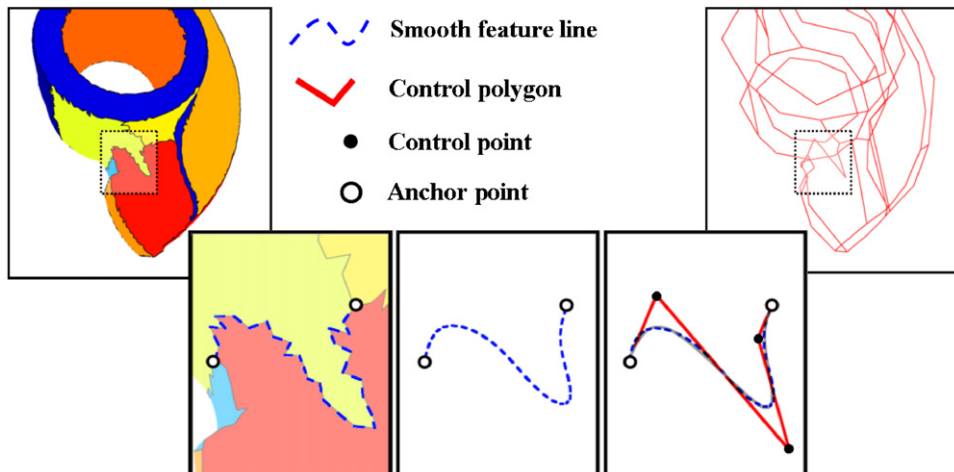 Smooth feature line
Control polygon
Control point
Anchor point